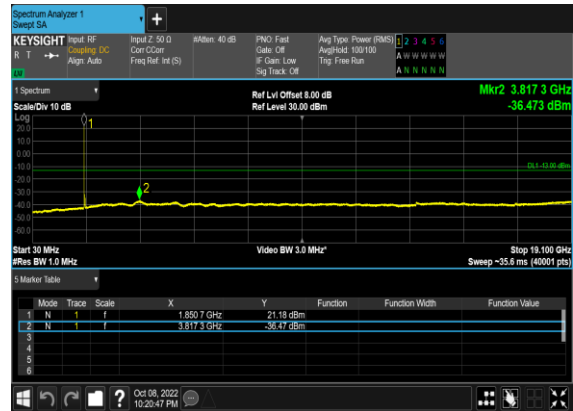 Spectrum Analyzer 1
Swept SA
+
KEYSIGHT Input: RF Input Z: 50 Ω #Atten: 40 dB PNO: Fast Avg Type: Power (RMS) 1 2 3 4 5 6
R T Coupling: DC Corr CCorr Gate: Off Avg|Hold: 100/100 A W W W W W
Align: Auto Freq Ref: Int (S) IF Gain: Low Trig: Free Run
Sig Track: Off A N N N N N
LW
1 Spectrum Ref Lvl Offset 8.00 dB Mkr2 3.817 3 GHz
Scale/Div 10 dB Ref Level 30.00 dBm -36.473 dBm
Log
20.0
10.0
0.00
-10.0
-20.0
-30.0
-40.0
-50.0
-60.0
1
2
DL1 -13.00 dBm
Start 30 MHz Video BW 3.0 MHz* Stop 19.100 GHz
#Res BW 1.0 MHz Sweep ~35.6 ms (40001 pts)
5 Marker Table
Mode Trace Scale X Y Function Function Width Function Value
1 N 1 f 1.850 7 GHz 21.18 dBm
2 N 1 f 3.817 3 GHz -36.47 dBm
3
4
5
6
? Oct 08, 2022
10:20:47 PM